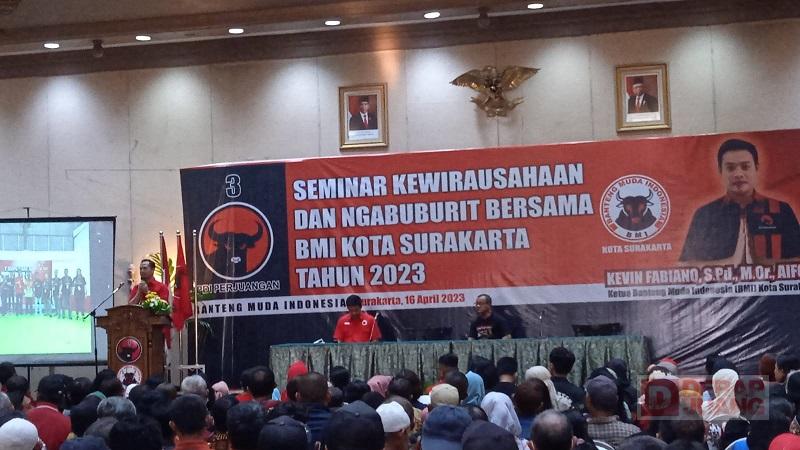 3
PDI PERJUANGAN
SEMINAR KEWIRAUSAHAAN
DAN NGABUBURIT BERSAMA
BMI KOTA SURAKARTA
TAHUN 2023
BANTENG MUDA INDONESIA
Surakarta, 16 April 2023
BANTENG MUDA INDONESIA
BMI
KOTA SURAKARTA
KEVIN FABIANO, S.Pd., M.Or., AIFO
Ketua Banteng Muda Indonesia (BMI) Kota Surak